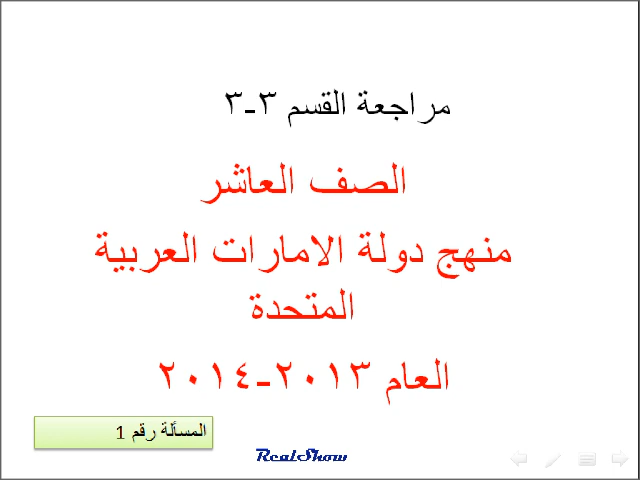 مراجعة القسم ٣-٣
الصف العاشر
منهج دولة الامارات العربية
المتحدة
العام ٢٠١٣-٢٠١٤
المسألة رقم 1
RealShow